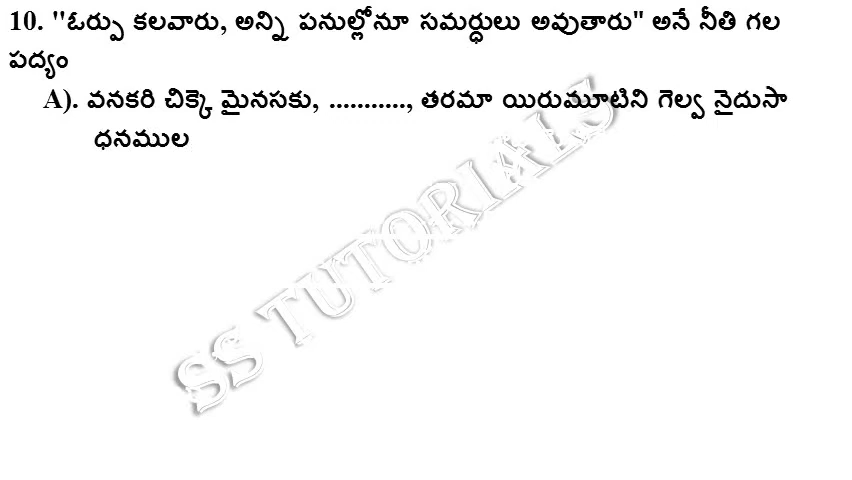 10. "ఓర్పు కలవారు, అన్ని పనుల్లోనూ సమర్ధులు అవుతారు" అనే నీతి గల
పద్యం
A). వనకరి చిక్కె మైనసకు, ..........., తరమా యిరుమూటిని గెల్వ నైదుసా
ధనముల
SS TUTORIALS